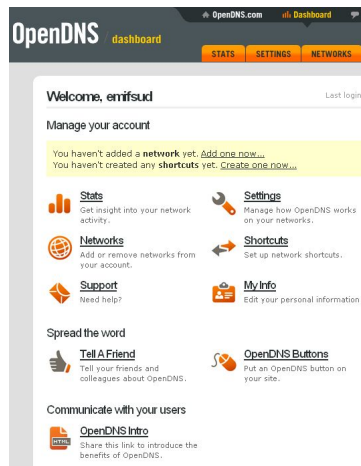 OpenDNS.com Dashboard
OpenDNS / dashboard
STATS SETTINGS NETWORKS
Welcome, emifsud Last login
Manage your account
You haven't added a network yet. Add one now...
You haven't created any shortcuts yet. Create one now...
Stats Settings
Get insight into your network Manage how OpenDNS works
activity. on your networks.
Networks Shortcuts
Add or remove networks from Set up network shortcuts.
your account.
Support My Info
Need help? Edit your personal information
Spread the word
Tell A Friend OpenDNS Buttons
Tell your friends and Put an OpenDNS button on
colleagues about OpenDNS. your site.
Communicate with your users
OpenDNS Intro
HTML Share this link to introduce the
benefits of OpenDNS.